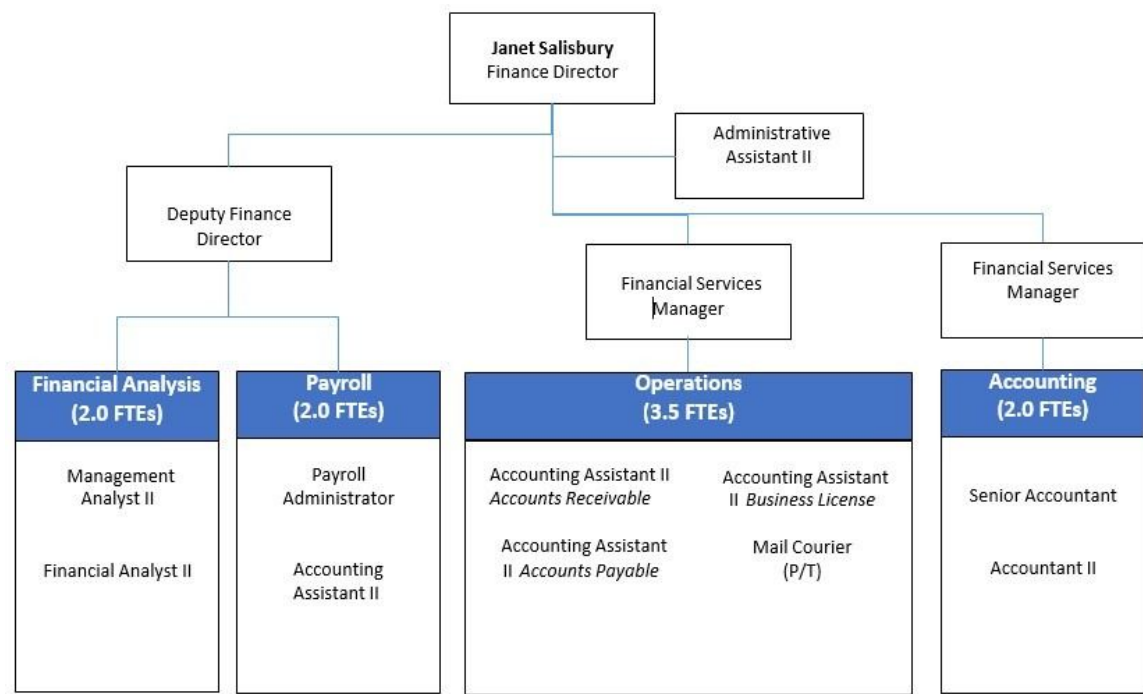 Janet Salisbury
Finance Director
Administrative
Assistant II
Deputy Finance
Director
Financial Services
Manager
Financial Services
Manager
Financial Analysis
(2.0 FTEs)
Management
Analyst II
Financial Analyst II
Payroll
(2.0 FTEs)
Payroll
Administrator
Accounting
Assistant II
Operations
(3.5 FTEs)
Accounting Assistant II
Accounts Receivable
Accounting Assistant
II Accounts Payable
Accounting Assistant
II Business License
Mail Courier
(P/T)
Accounting
(2.0 FTEs)
Senior Accountant
Accountant II